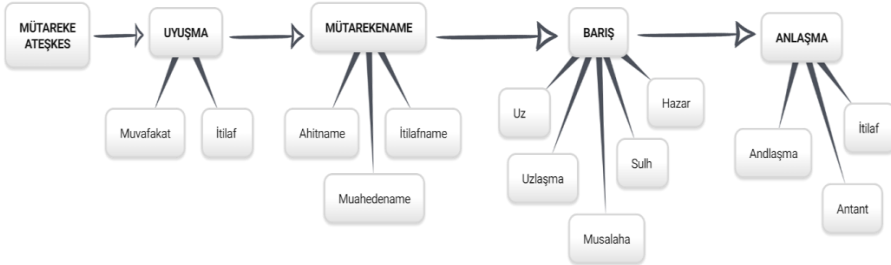 MÜTAREKE
ATEŞKES
UYUŞMA
MÜTAREKENAME
BARIŞ
ANLAŞMA
Muvafakat
İtilaf
Ahitname
İtilafname
Muahedename
Uz
Hazar
Uzlaşma
Sulh
Musalaha
Andlaşma
İtilaf
Antant